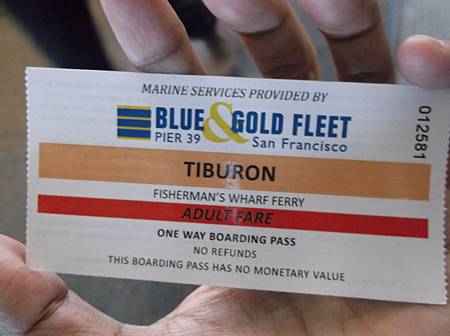 MARINE SERVICES PROVIDED BY
BLUE & GOLD FLEET
PIER 39 San Francisco
012581
TIBURON
FISHERMAN'S WHARF FERRY
ADULT FARE
ONE WAY BOARDING PASS
NO REFUNDS
THIS BOARDING PASS HAS NO MONETARY VALUE